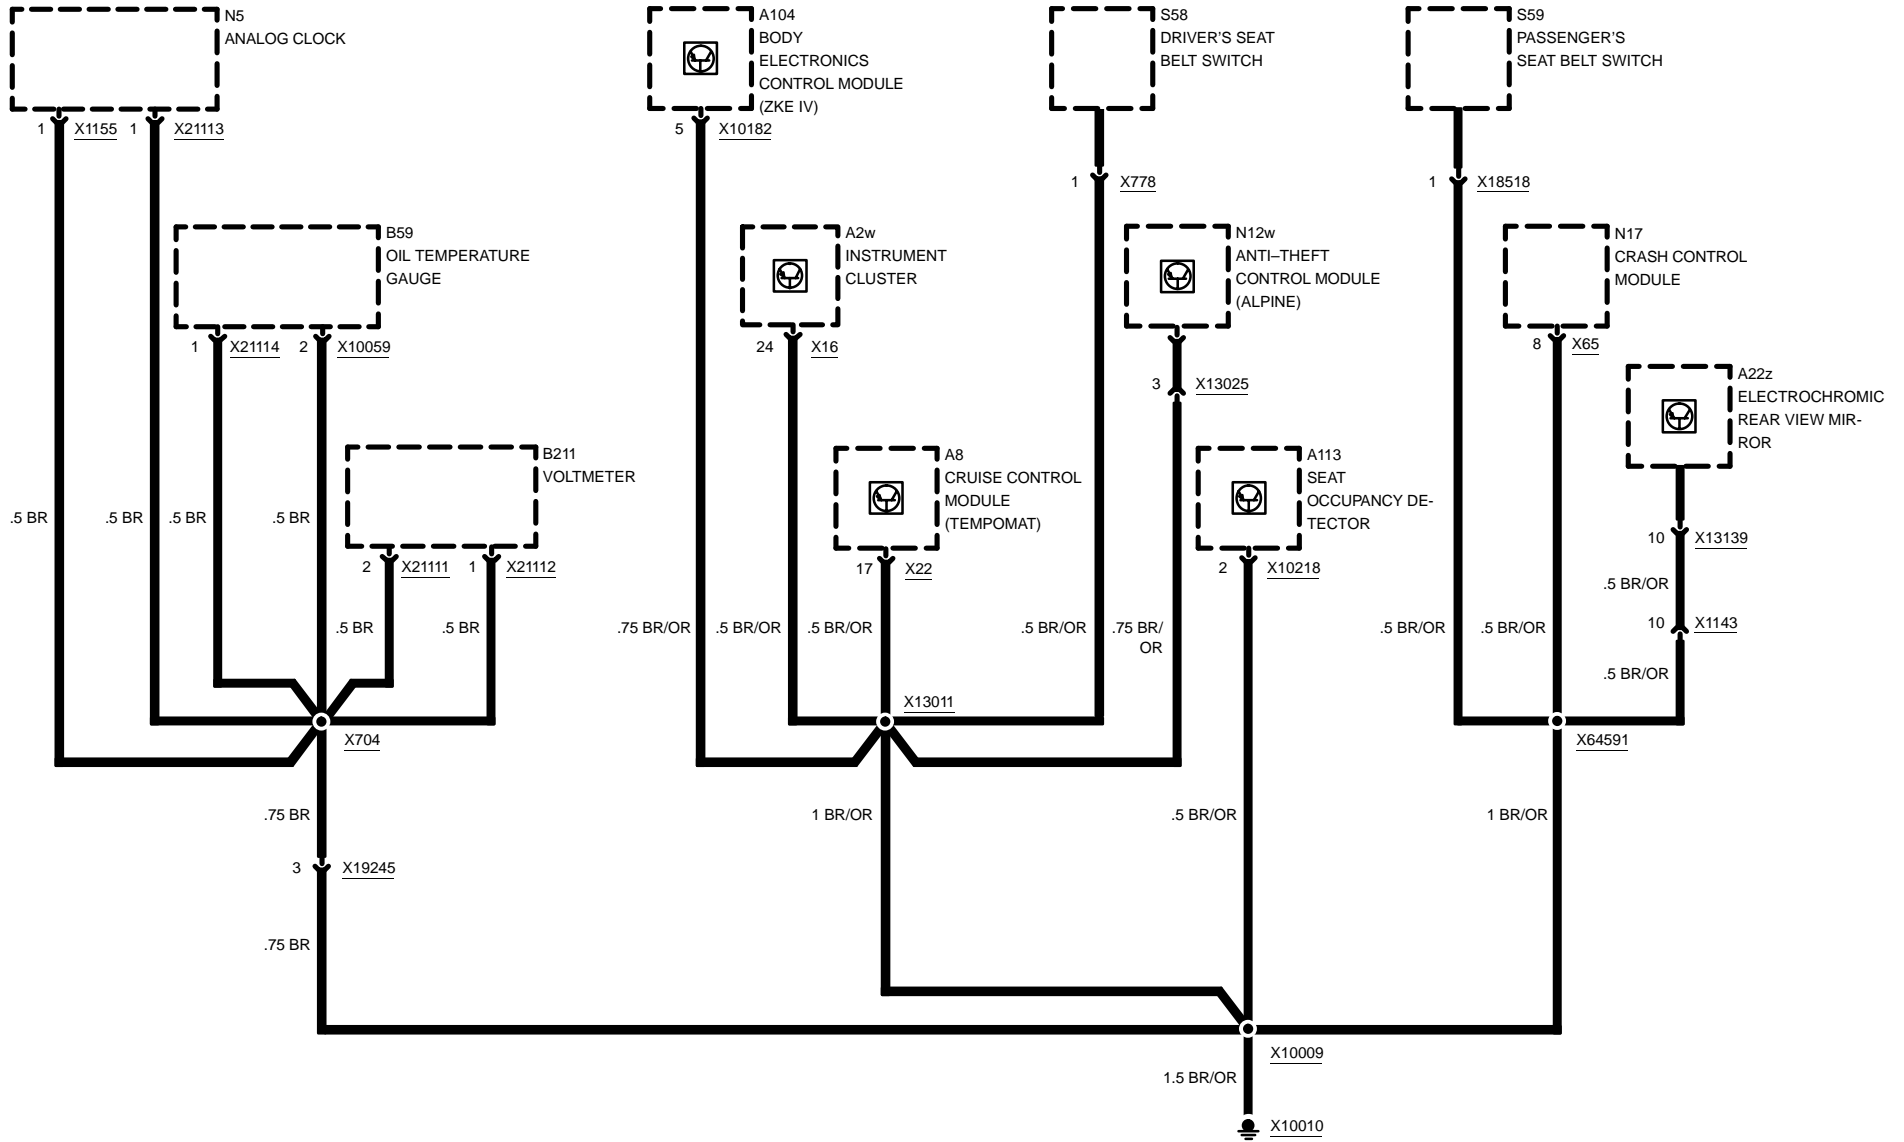 N5
ANALOG CLOCK
A104
BODY
ELECTRONICS
CONTROL MODULE
(ZKE IV)
S58
DRIVER’S SEAT
BELT SWITCH
S59
PASSENGER’S
SEAT BELT SWITCH
1 X1155
1 X21113
5 X10182
1 X778
1 X18518
B59
OIL TEMPERATURE
GAUGE
A2w
INSTRUMENT
CLUSTER
N12w
ANTI–THEFT
CONTROL MODULE
(ALPINE)
N17
CRASH CONTROL
MODULE
1 X21114
2 X10059
24 X16
3 X13025
8 X65
A22z
ELECTROCHROMIC
REAR VIEW MIR-
ROR
B211
VOLTMETER
A8
CRUISE CONTROL
MODULE
(TEMPOMAT)
A113
SEAT
OCCUPANCY DE-
TECTOR
.5 BR
.5 BR
.5 BR
.5 BR
10 X13139
2 X21111
1 X21112
17 X22
2 X10218
.5 BR/OR
10 X1143
.5 BR
.5 BR
.75 BR/OR
.5 BR/OR
.5 BR/OR
.5 BR/OR
.75 BR/
OR
.5 BR/OR
.5 BR/OR
.5 BR/OR
X13011
X704
X64591
.75 BR
1 BR/OR
.5 BR/OR
1 BR/OR
3 X19245
.75 BR
X10009
1.5 BR/OR
X10010